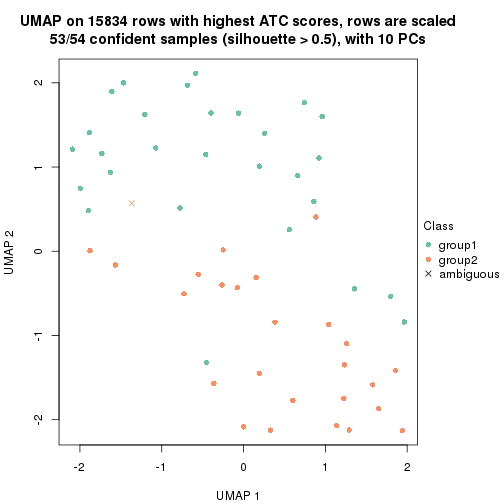 UMAP on 15834 rows with highest ATC scores, rows are scaled
53/54 confident samples (silhouette > 0.5), with 10 PCs
2
1
0
-1
-2
UMAP 2
-2 -1 0 1 2
UMAP 1
Class
group1
group2
ambiguous